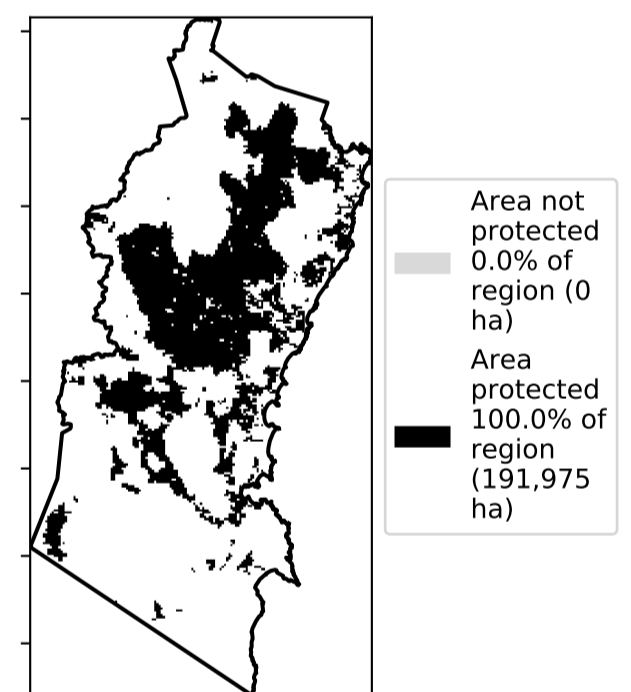 Area not
protected
0.0% of
region (0
ha)
Area
protected
100.0% of
region
(191,975
ha)